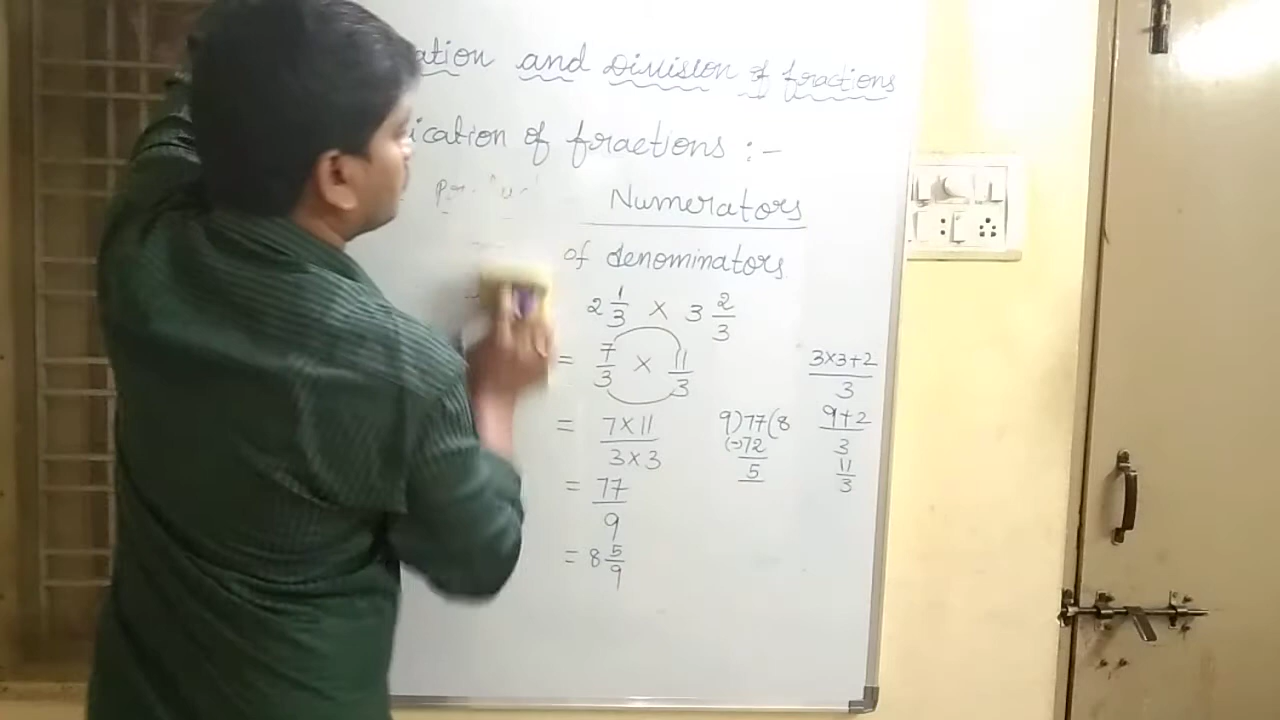 ation and Division of fractions
ication of fractions :-
Numerators
of denominators
2 1/3 × 3 2/3
= 7/3 × 11/3
= 7×11/3×3
= 77/9
= 8 5/9
9)77(8
(-)72
5
3×3+2/3
9+2/3
11/3